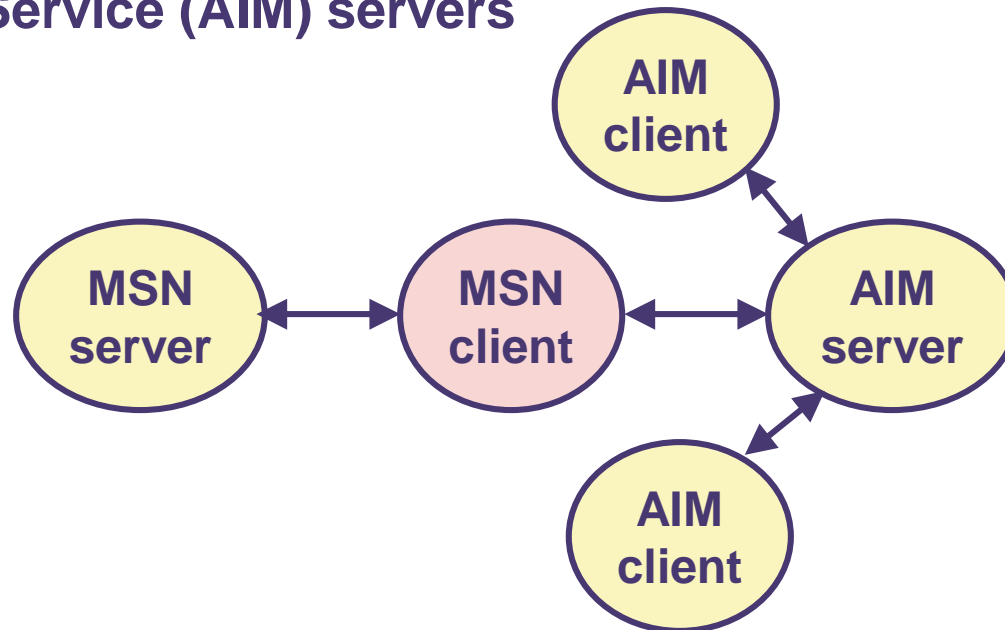 Service (AIM) servers
AIM
client
MSN
server
MSN
client
AIM
server
AIM
client